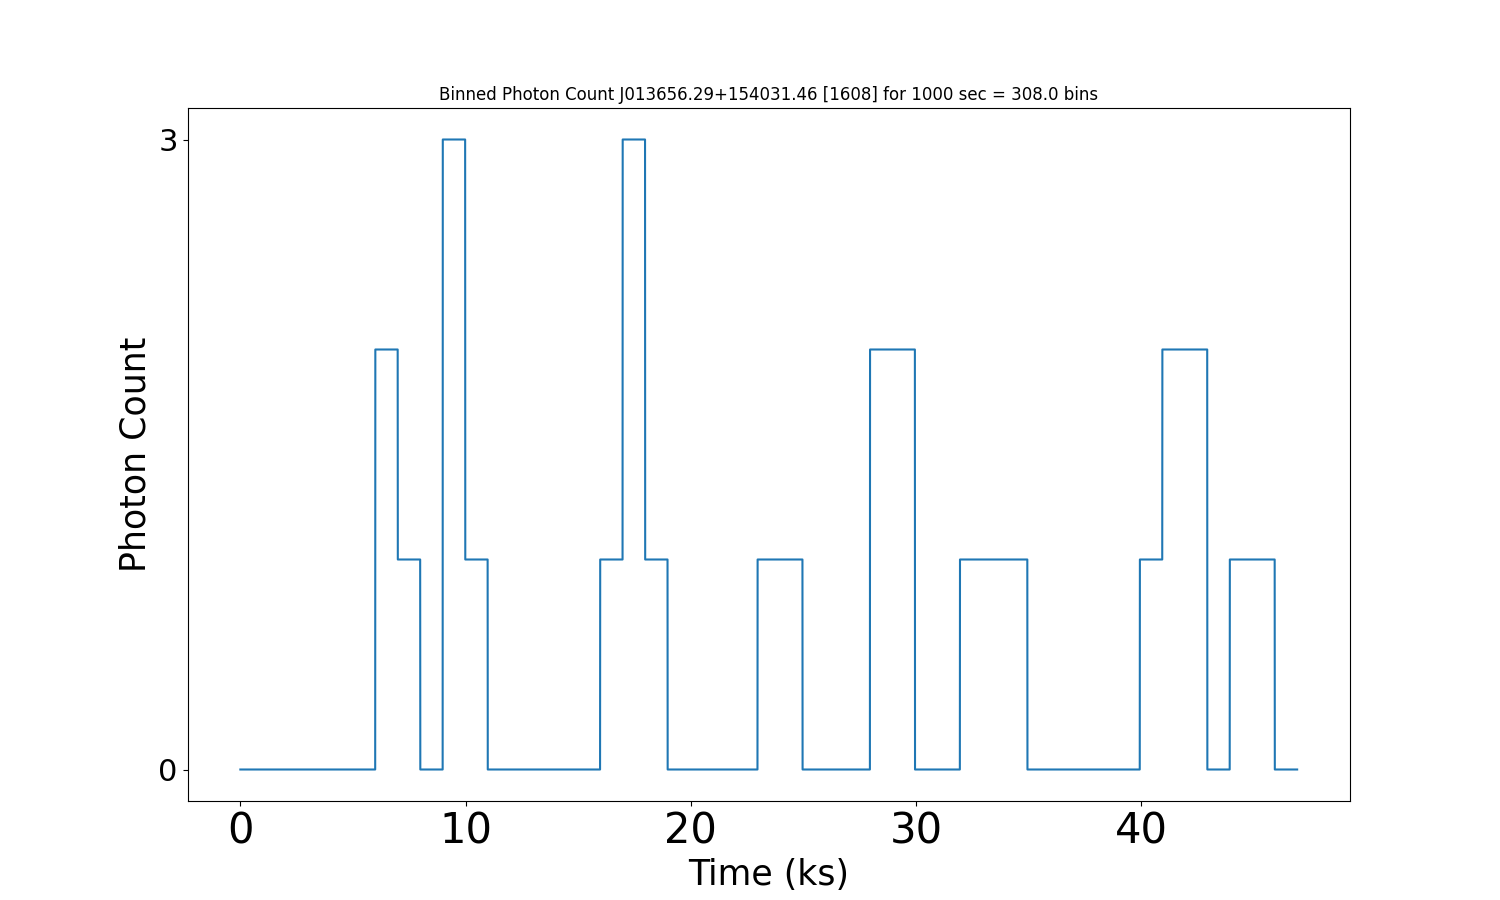 Binned Photon Count J013656.29+154031.46 [1608] for 1000 sec = 308.0 bins
3
Photon Count
0
0 10 20 30 40
Time (ks)